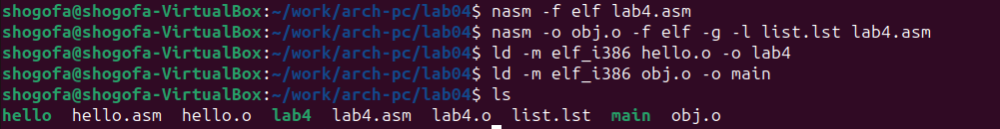 shogofa@shogofa-VirtualBox:~/work/arch-pc/lab04$ nasm -f elf lab4.asm
shogofa@shogofa-VirtualBox:~/work/arch-pc/lab04$ nasm -o obj.o -f elf -g -l list.lst lab4.asm
shogofa@shogofa-VirtualBox:~/work/arch-pc/lab04$ ld -m elf_i386 hello.o -o lab4
shogofa@shogofa-VirtualBox:~/work/arch-pc/lab04$ ld -m elf_i386 obj.o -o main
shogofa@shogofa-VirtualBox:~/work/arch-pc/lab04$ ls
hello  hello.asm  hello.o  lab4  lab4.asm  lab4.o  list.lst  main  obj.o